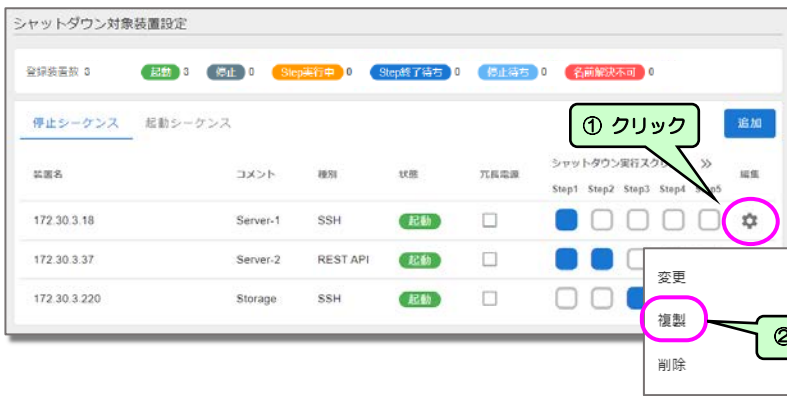 シャットダウン対象装置設定
登録装置数 3 起動 3 停止 0 Step実行中 0 Step終了待ち 0 停止待ち 0 名前解決不可 0
停止シーケンス 起動シーケンス 追加
① クリック
装置名 コメント 種別 状態 冗長電源 シャットダウン実行スク » 編集
Step1 Step2 Step3 Step4
172.30.3.18 Server-1 SSH 起動
172.30.3.37 Server-2 REST API 起動
172.30.3.220 Storage SSH 起動
変更
複製
②
削除